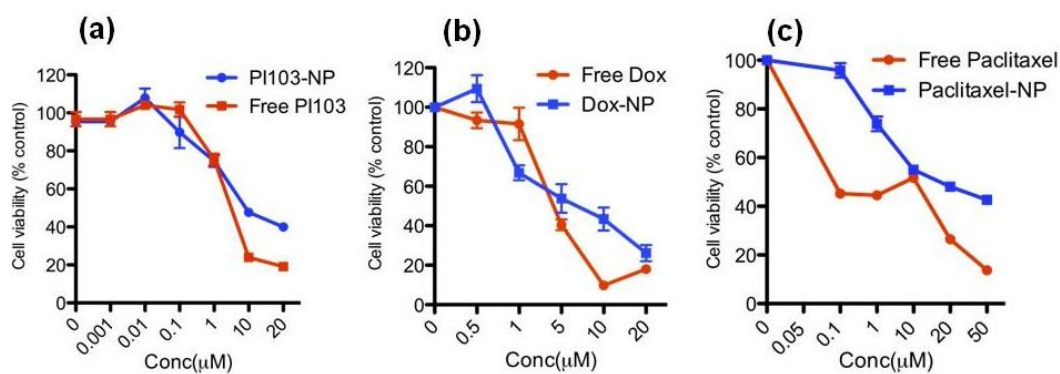 (a)
PI103-NP
Free PI103
Cell viability (% control)
120
100
80
60
40
20
0
0 0.001 0.01 0.1 1 10 20
Conc(μM)
(b)
Free Dox
Dox-NP
Cell viability (% control)
120
100
80
60
40
20
0
0 0.5 1 5 10 20
Conc(μM)
(c)
Free Paclitaxel
Paclitaxel-NP
Cell viability (% control)
100
80
60
40
20
0
0 0.05 0.1 1 10 20 50
Conc(μM)